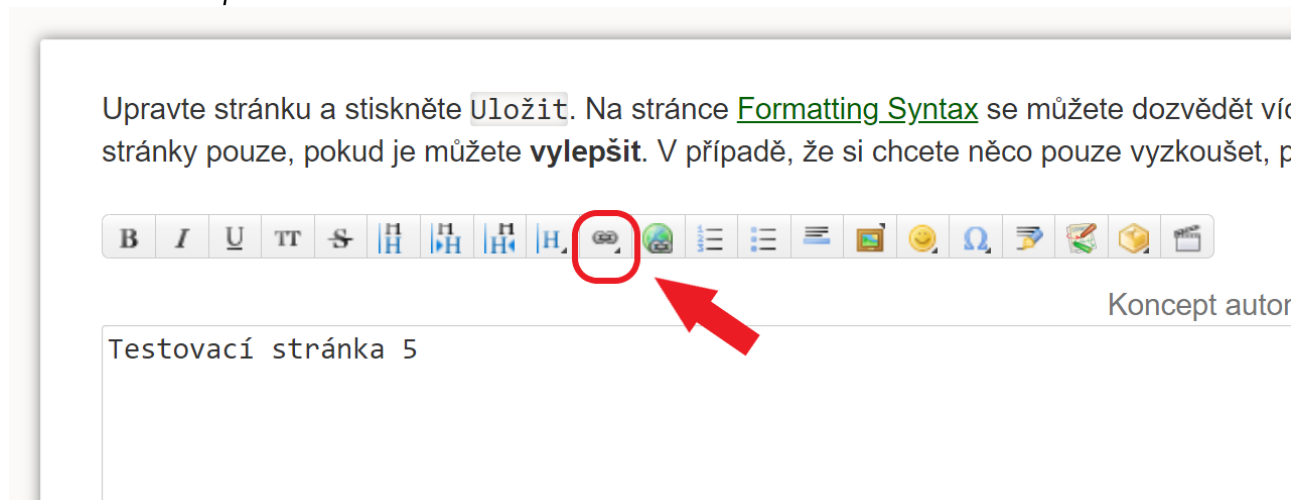 Upravte stránku a stiskněte Uložit. Na stránce Formatting Syntax se můžete dozvědět víc
stránky pouze, pokud je můžete vylepšit. V případě, že si chcete něco pouze vyzkoušet, p
B I U TT S H H H H Ω
Koncept autor
Testovací stránka 5